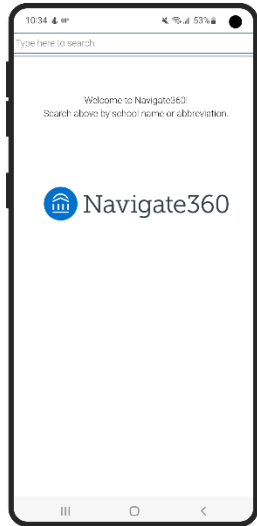 10:34
53%
Type here to search
Welcome to Navigate360!
Search above by school name or abbreviation.
Navigate360